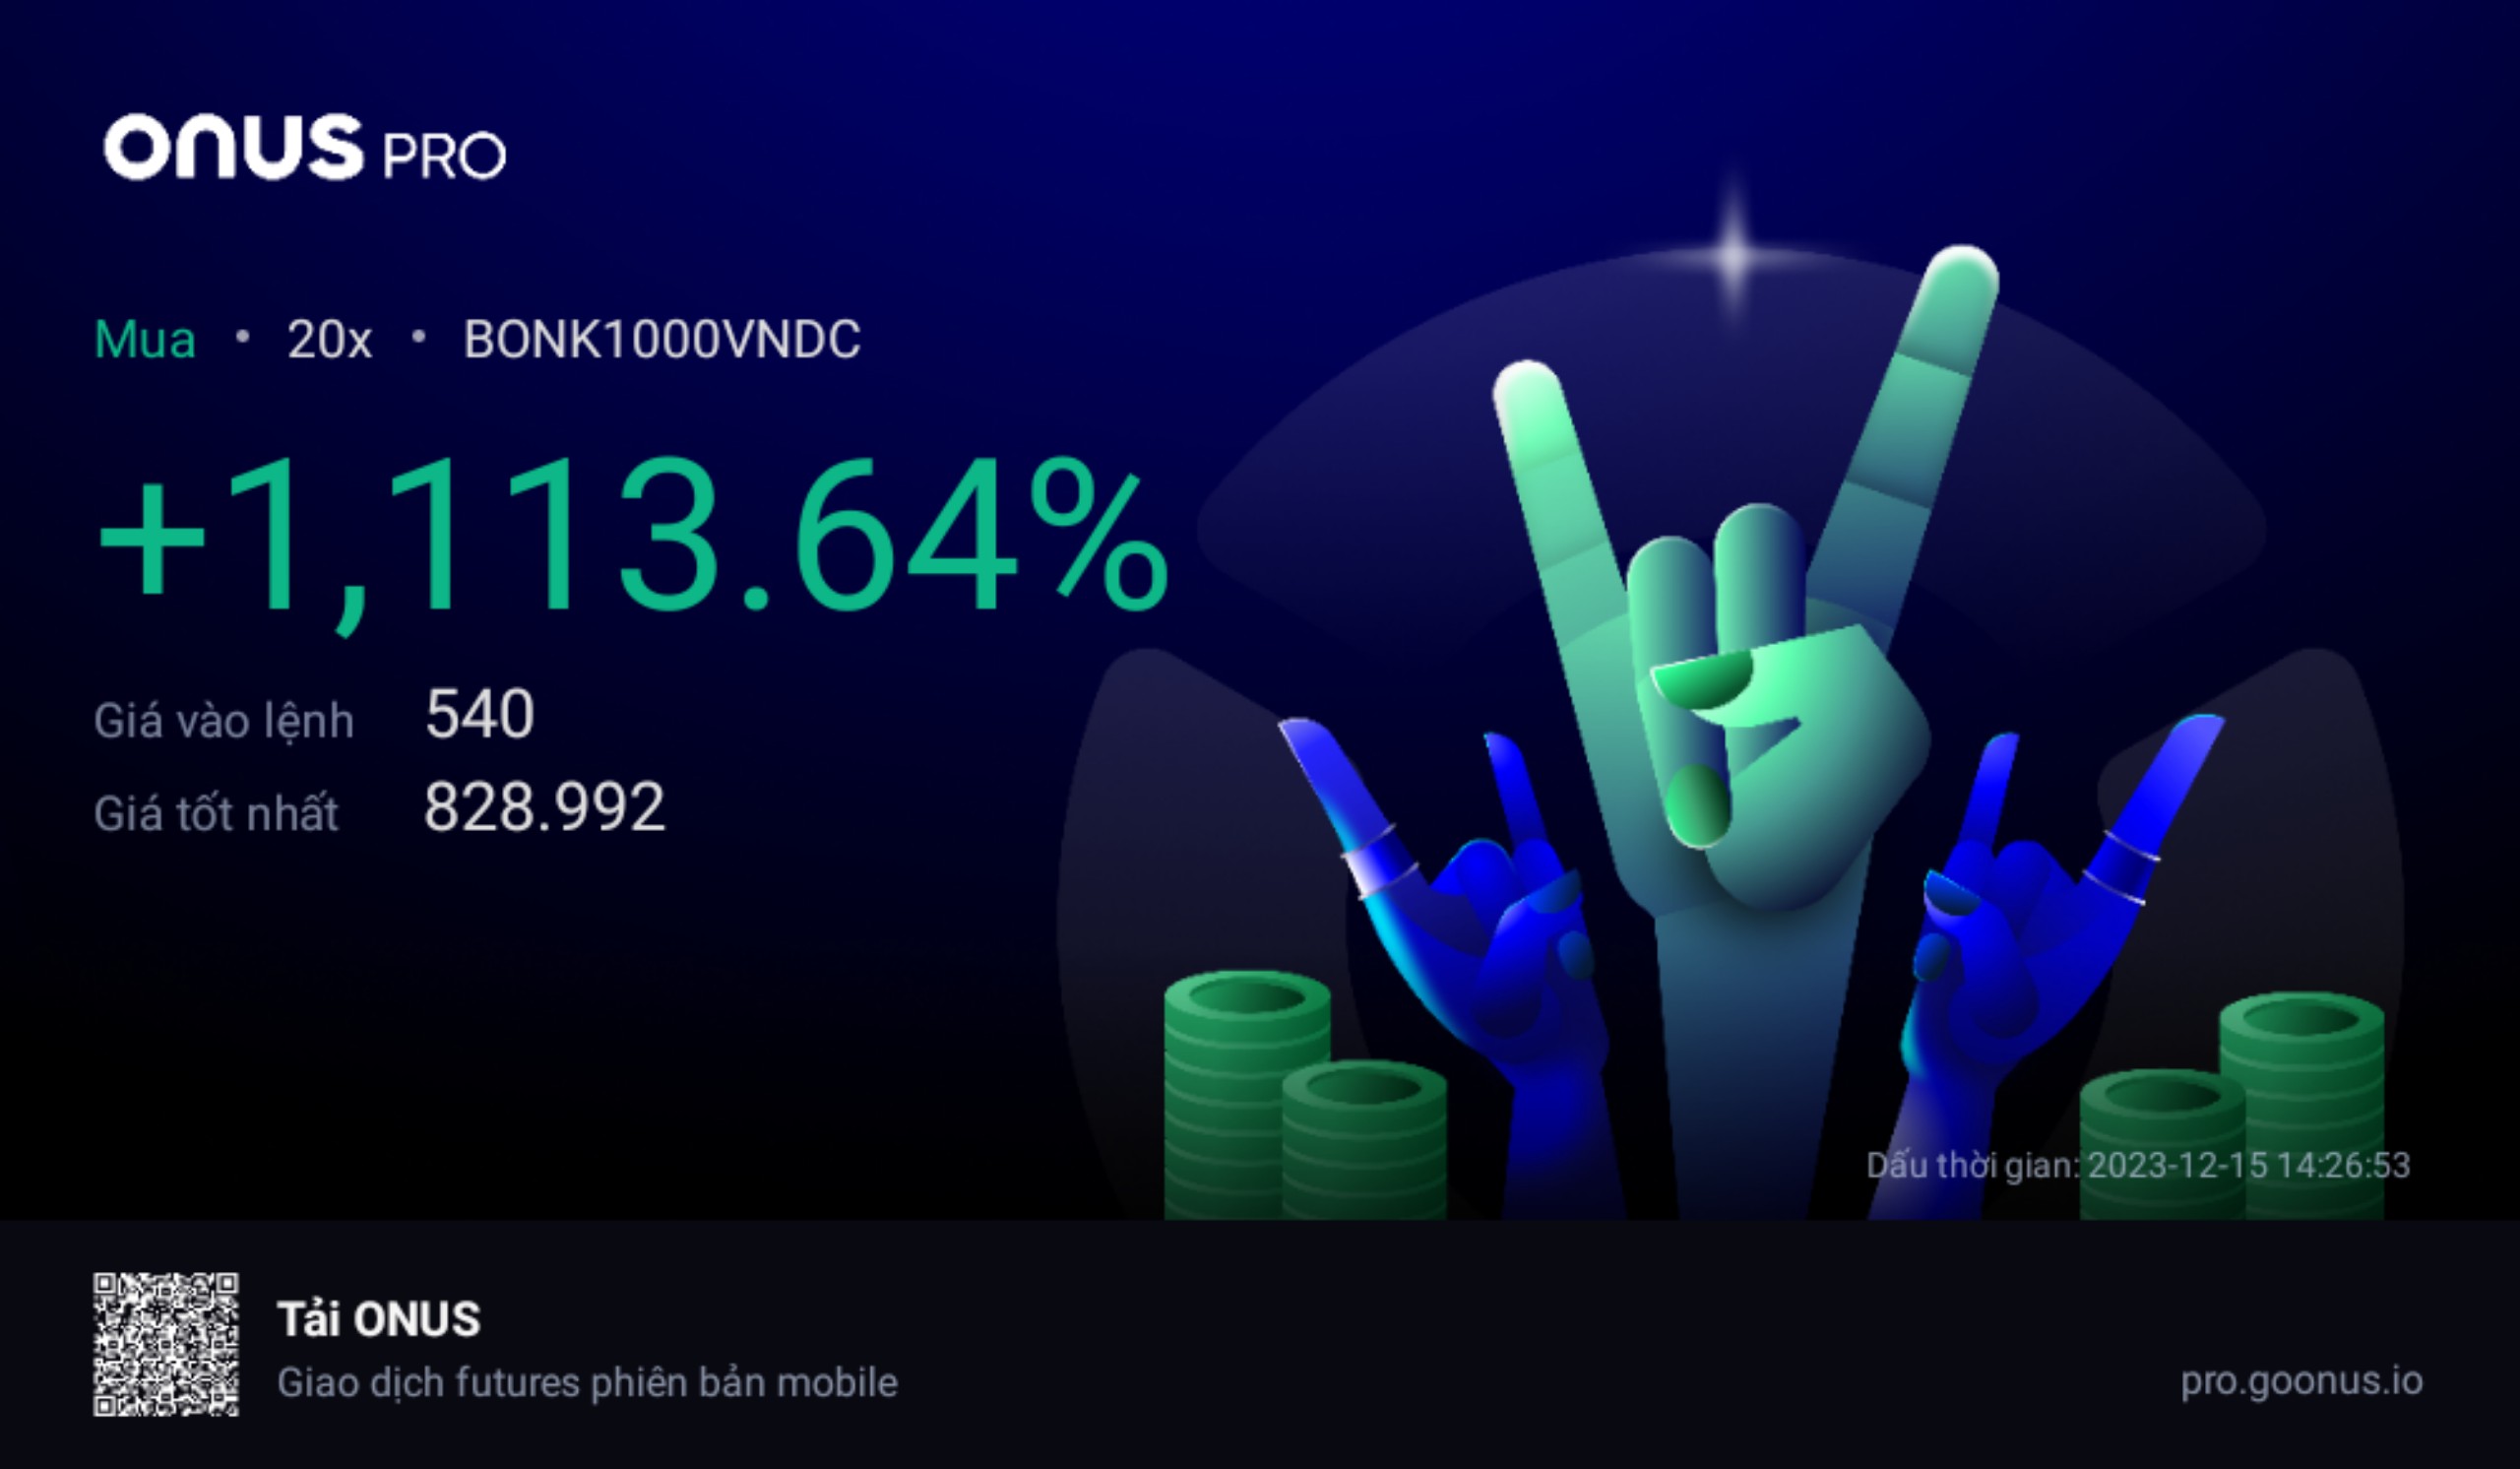 onus PRO
Mua • 20x • BONK1000VNDC
+1,113.64%
Giá vào lệnh 540
Giá tốt nhất 828.992
Dấu thời gian: 2023-12-15 14:26:53
Tải ONUS
Giao dịch futures phiên bản mobile
pro.goonus.io